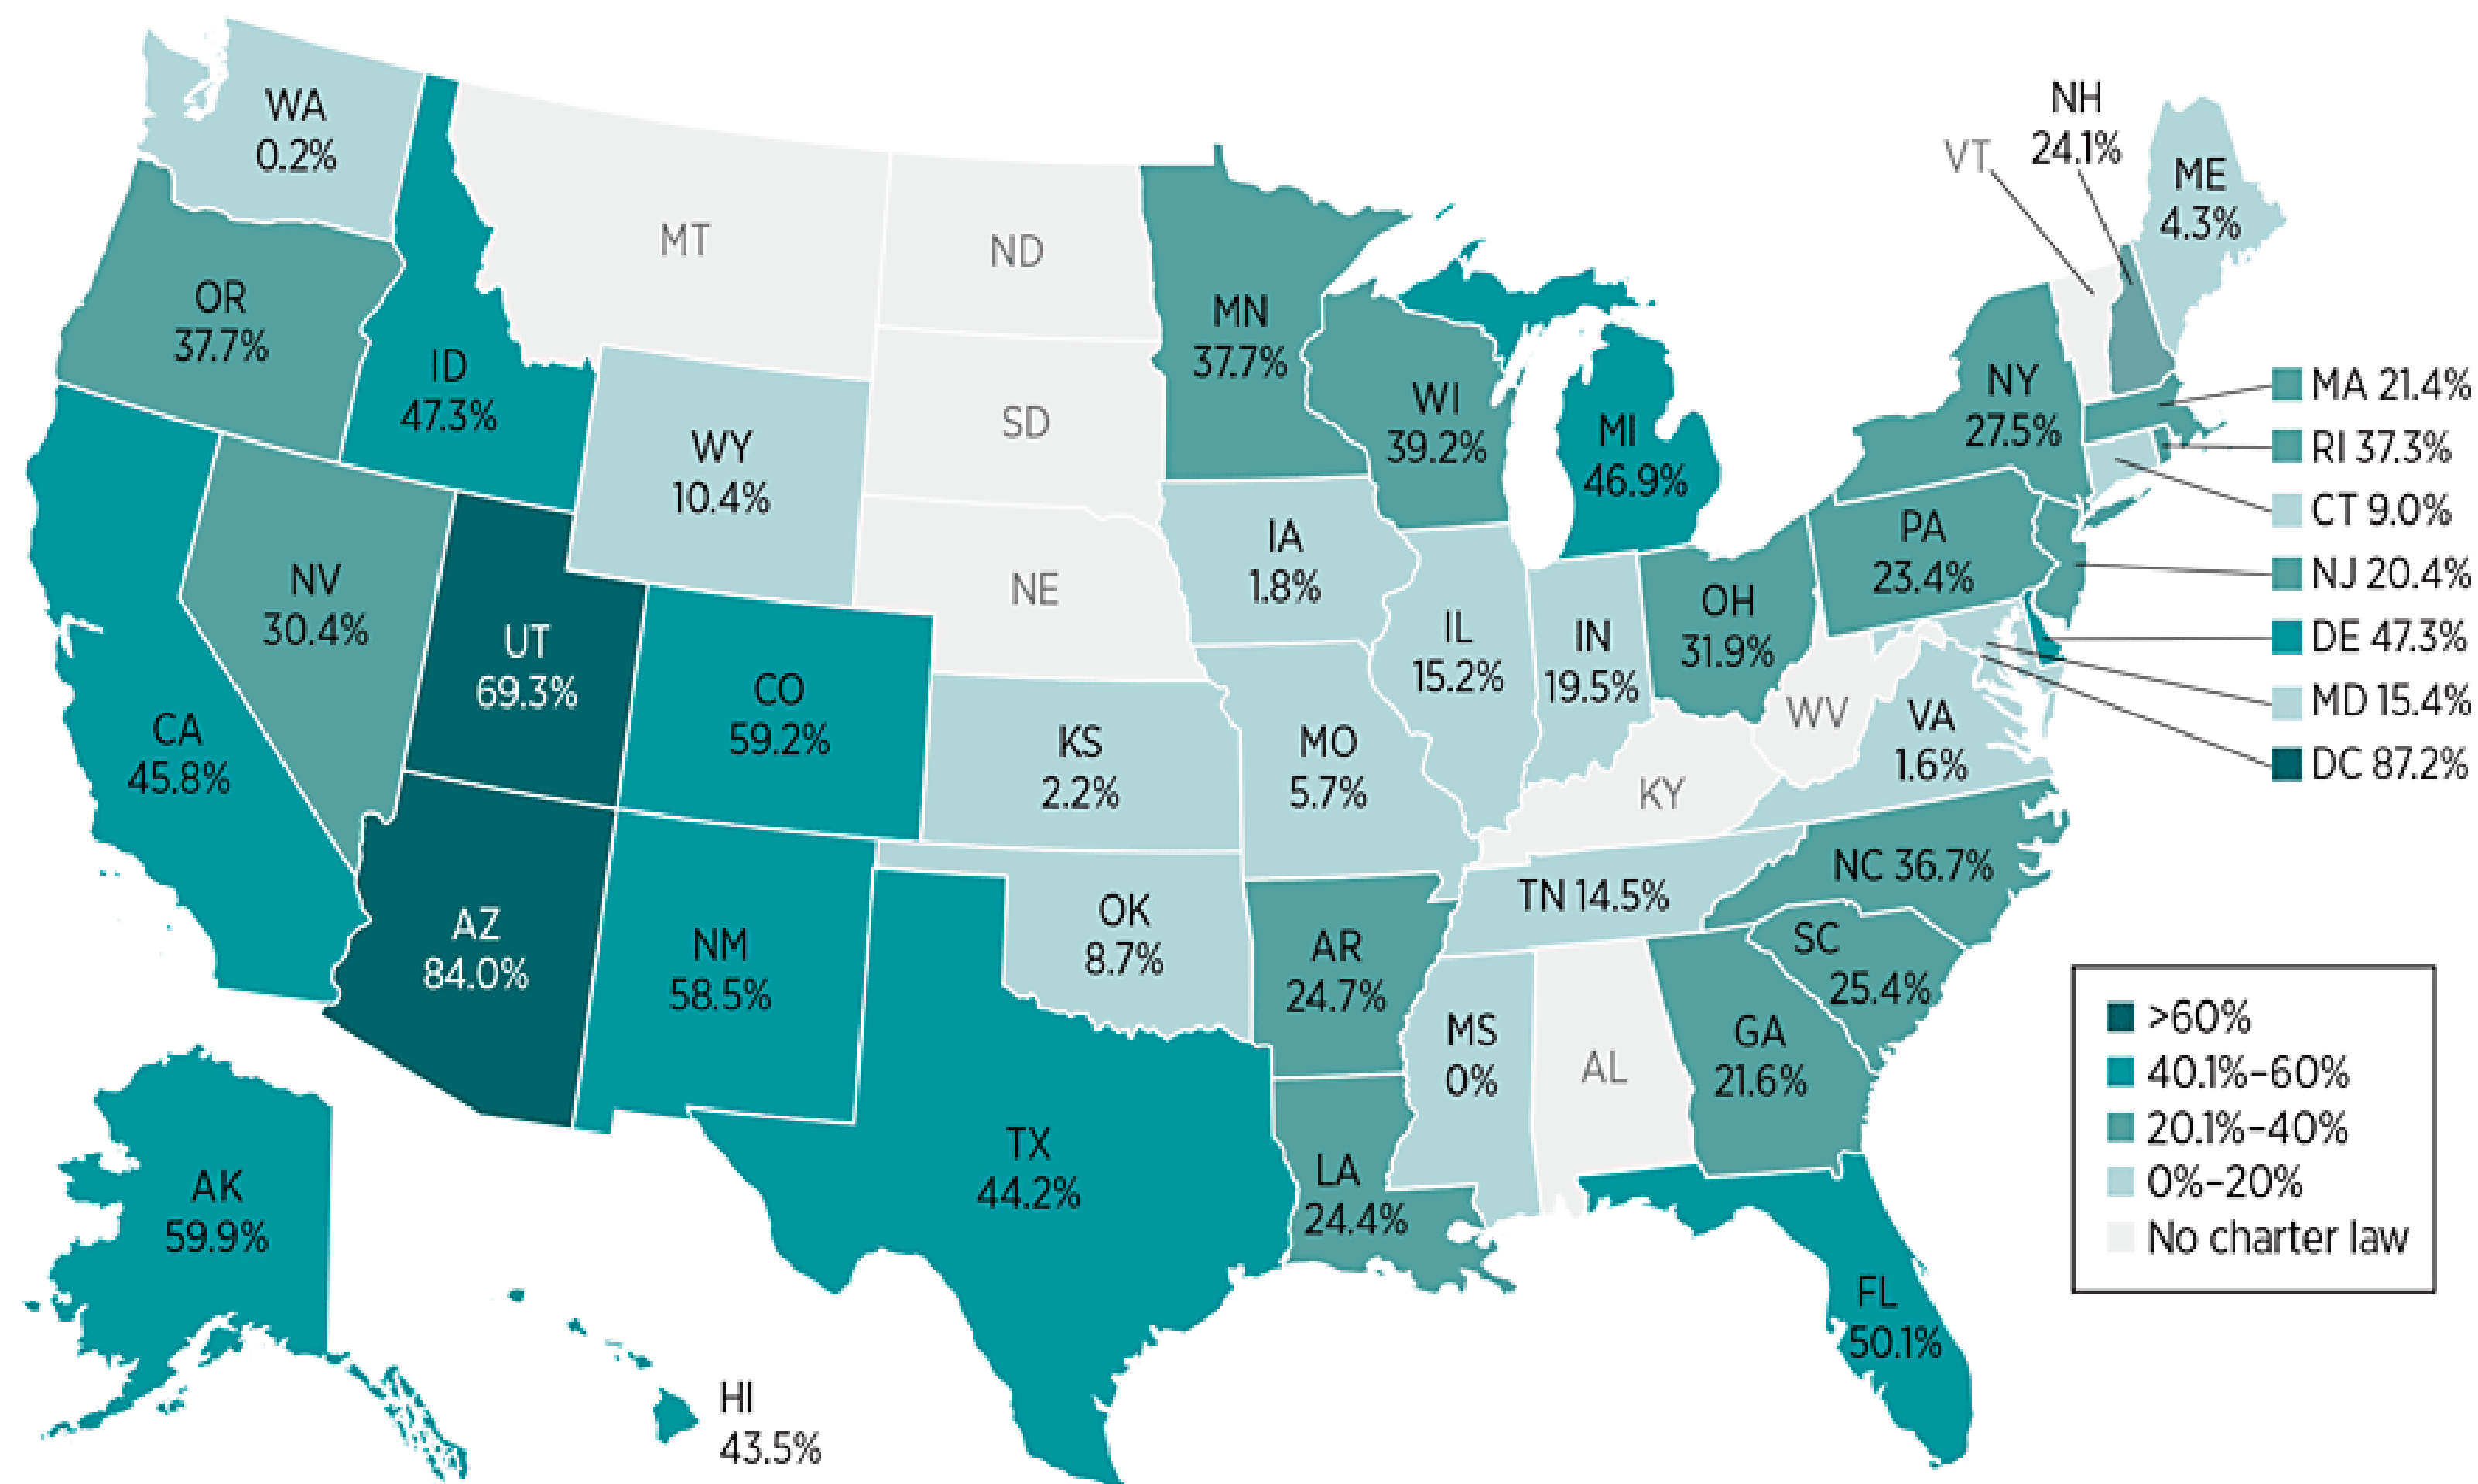 WA
0.2%
OR
37.7%
ID
47.3%
MT
ND
SD
NE
WY
10.4%
NV
30.4%
UT
69.3%
CO
59.2%
CA
45.8%
AZ
84.0%
NM
58.5%
KS
2.2%
OK
8.7%
TX
44.2%
MN
37.7%
WI
39.2%
MI
46.9%
IA
1.8%
IL
15.2%
IN
19.5%
OH
31.9%
MO
5.7%
AR
24.7%
LA
24.4%
MS
0%
AL
KY
WV
TN 14.5%
VA
1.6%
NC 36.7%
SC
25.4%
GA
21.6%
FL
50.1%
PA
23.4%
NY
27.5%
VT
NH
24.1%
ME
4.3%
MA 21.4%
RI 37.3%
CT 9.0%
NJ 20.4%
DE 47.3%
MD 15.4%
DC 87.2%
AK
59.9%
HI
43.5%
>60%
40.1%–60%
20.1%–40%
0%–20%
No charter law